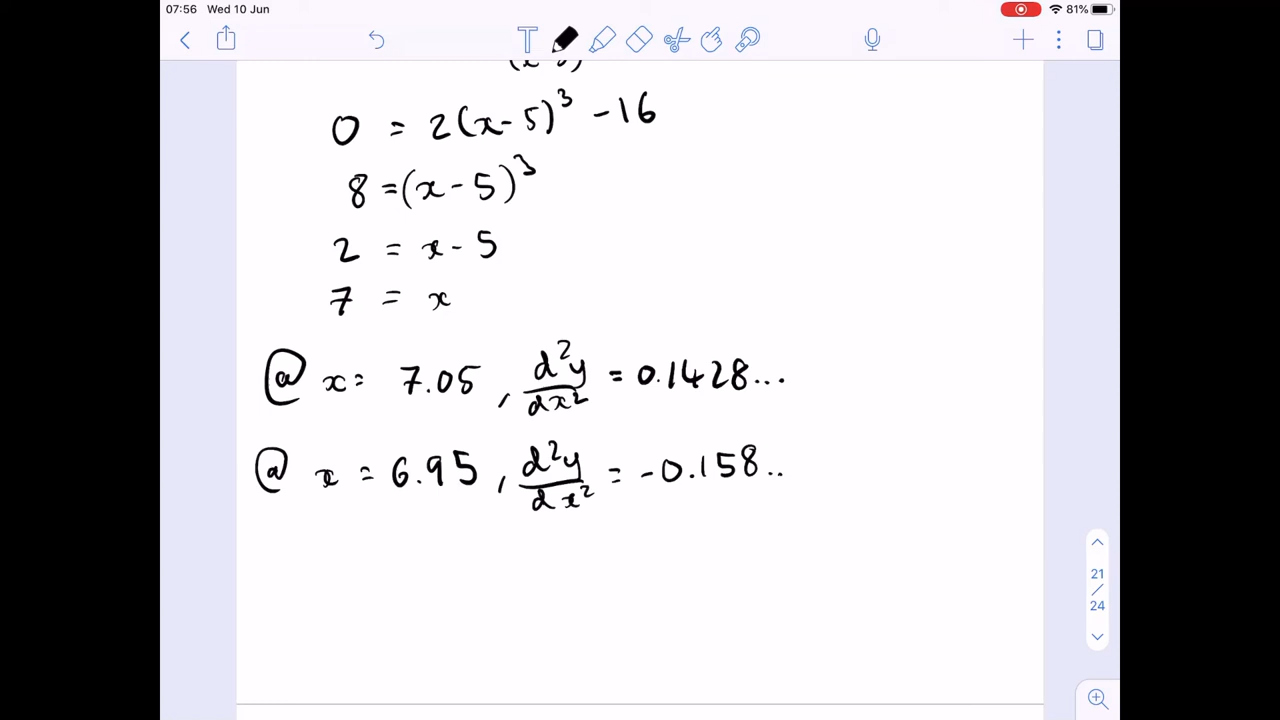 07:56 Wed 10 Jun 81%
T
0 = 2(x-5)³ -16
8 = (x-5)³
2 = x-5
7 = x
@ x = 7.05, d²y/dx² = 0.1428...
@ x = 6.95, d²y/dx² = -0.158..
21
/
24